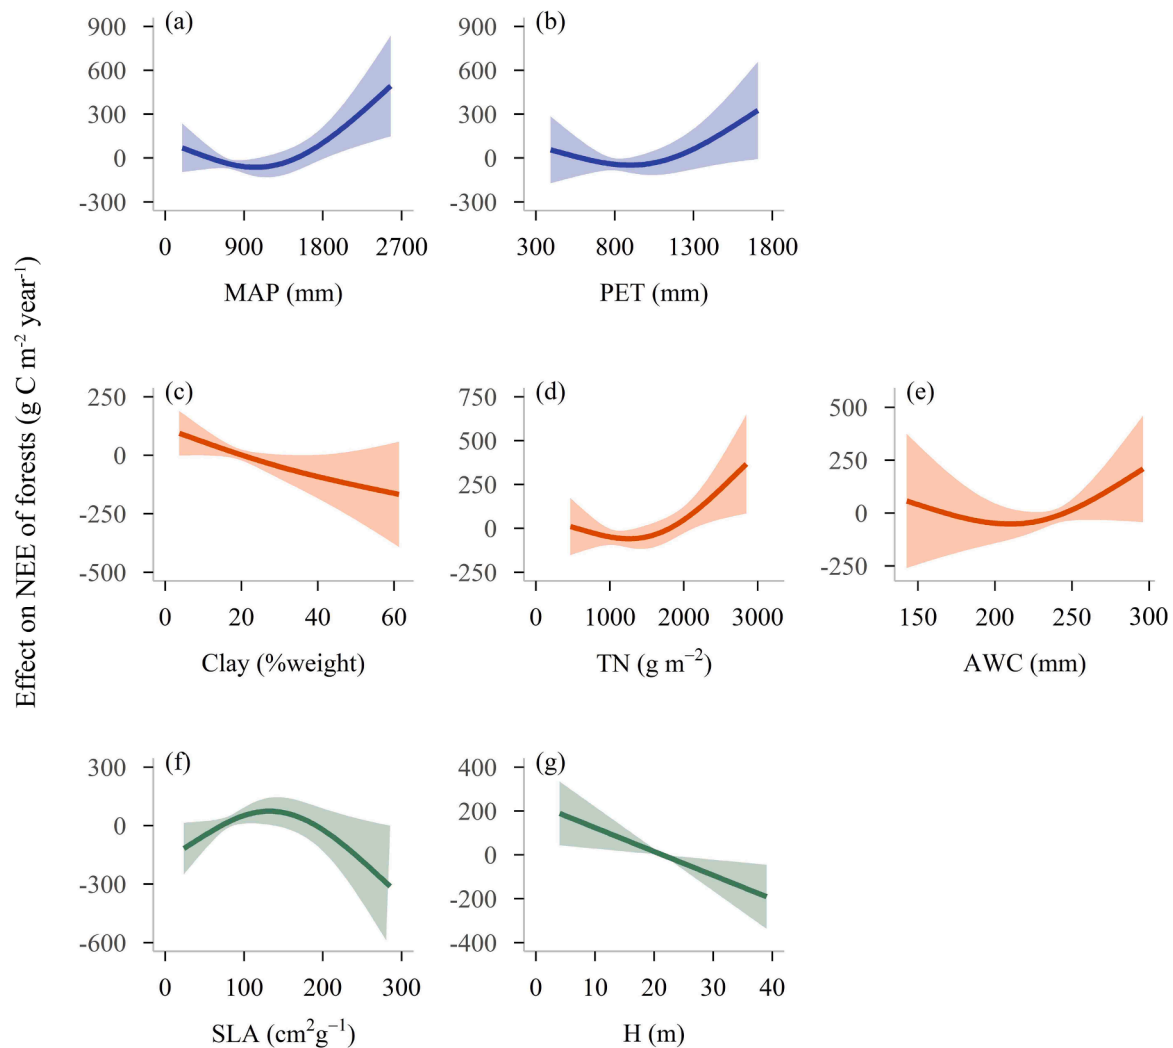 Effect on NEE of forests (g C m⁻² year⁻¹)
(a)
900
600
300
0
-300
0 900 1800 2700
MAP (mm)
(b)
900
600
300
0
-300
300 800 1300 1800
PET (mm)
(c)
250
0
-250
-500
0 20 40 60
Clay (%weight)
(d)
750
500
250
0
-250
0 1000 2000 3000
TN (g m⁻²)
(e)
500
250
0
-250
150 200 250 300
AWC (mm)
(f)
300
0
-300
-600
0 100 200 300
SLA (cm²g⁻¹)
(g)
400
200
0
-200
-400
0 10 20 30 40
H (m)